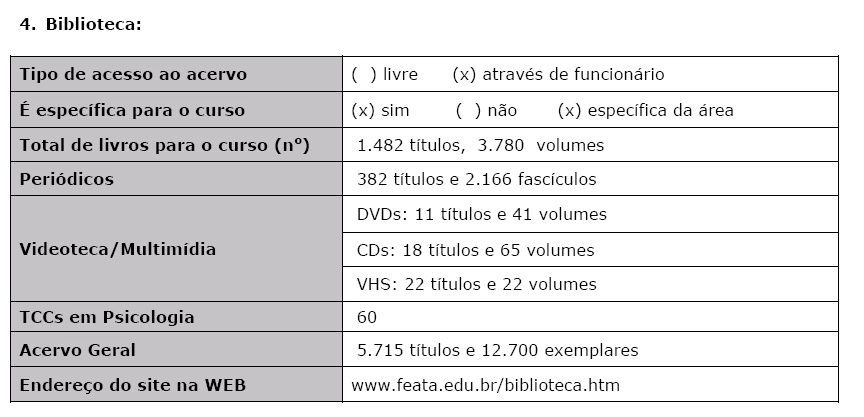 4. Biblioteca:
Tipo de acesso ao acervo ( ) livre (x) através de funcionário
É específica para o curso (x) sim ( ) não (x) específica da área
Total de livros para o curso (nº) 1.482 títulos, 3.780 volumes
Periódicos 382 títulos e 2.166 fascículos
Videoteca/Multimídia
DVDs: 11 títulos e 41 volumes
CDs: 18 títulos e 65 volumes
VHS: 22 títulos e 22 volumes
TCCs em Psicologia 60
Acervo Geral 5.715 títulos e 12.700 exemplares
Endereço do site na WEB www.feata.edu.br/biblioteca.htm